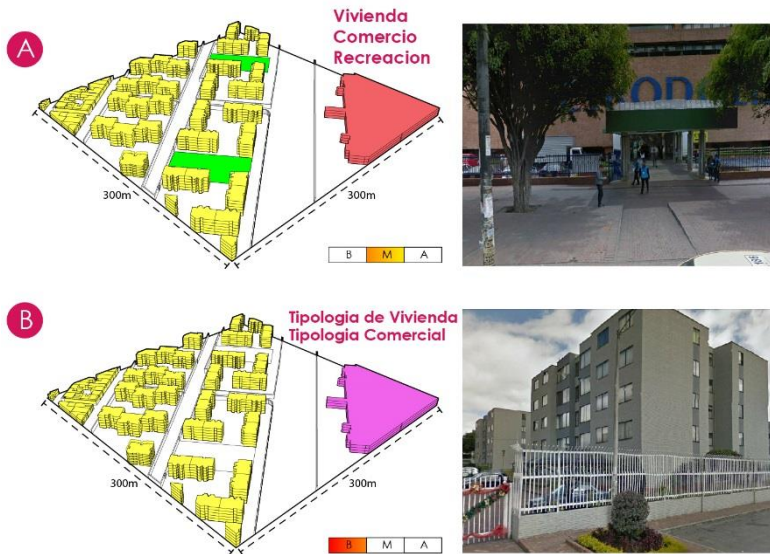 A
Vivienda
Comercio
Recreacion
300m
300m
B M A
B
Tipologia de Vivienda
Tipologia Comercial
300m
300m
B M A